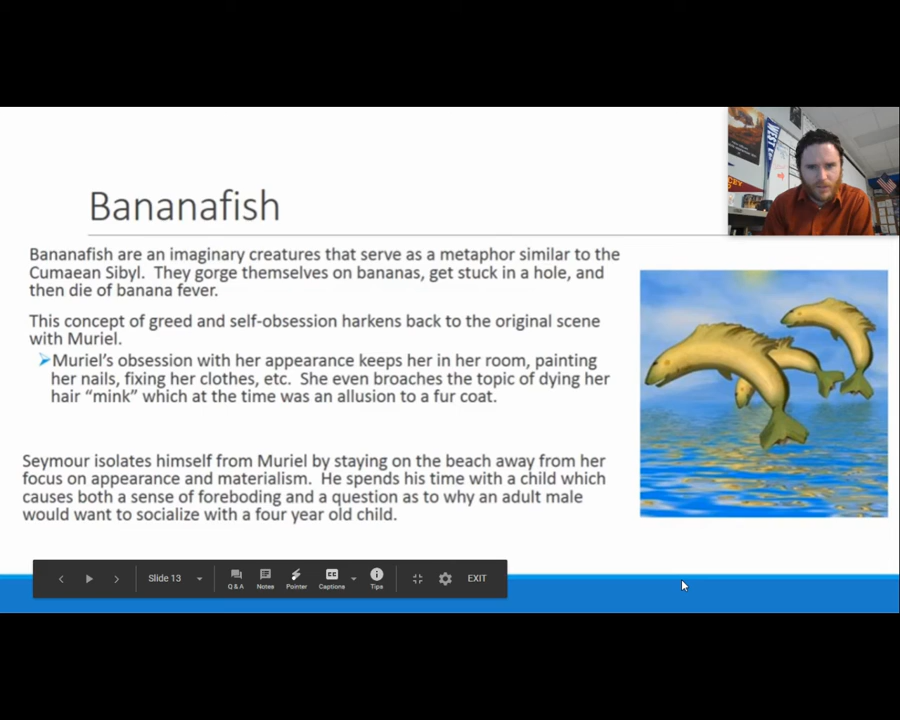 Bananafish
Bananafish are an imaginary creatures that serve as a metaphor similar to the
Cumaean Sibyl.  They gorge themselves on bananas, get stuck in a hole, and
then die of banana fever.
This concept of greed and self-obsession harkens back to the original scene
with Muriel.
Muriel's obsession with her appearance keeps her in her room, painting
her nails, fixing her clothes, etc.  She even broaches the topic of dying her
hair “mink” which at the time was an allusion to a fur coat.
Seymour isolates himself from Muriel by staying on the beach away from her
focus on appearance and materialism.  He spends his time with a child which
causes both a sense of foreboding and a question as to why an adult male
would want to socialize with a four year old child.
Slide 13
Q & A
Notes
Pointer
CC
Captions
Tips
EXIT
WEST